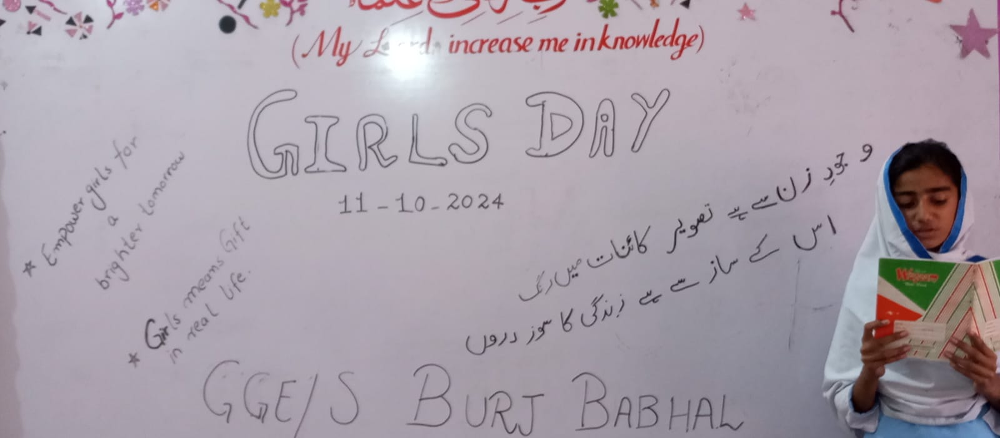 (My Lord increase me in knowledge)
GIRLS DAY
11-10-2024
* Empower girls for
a
brighter tomorrow
* Girls means Gift
in real life.
وجودِ زن سے ہے تصویر کائنات میں رنگ
اس کے ساز سے ہے زندگی کا سوز دروں
GGE/S BURJ BABHAL